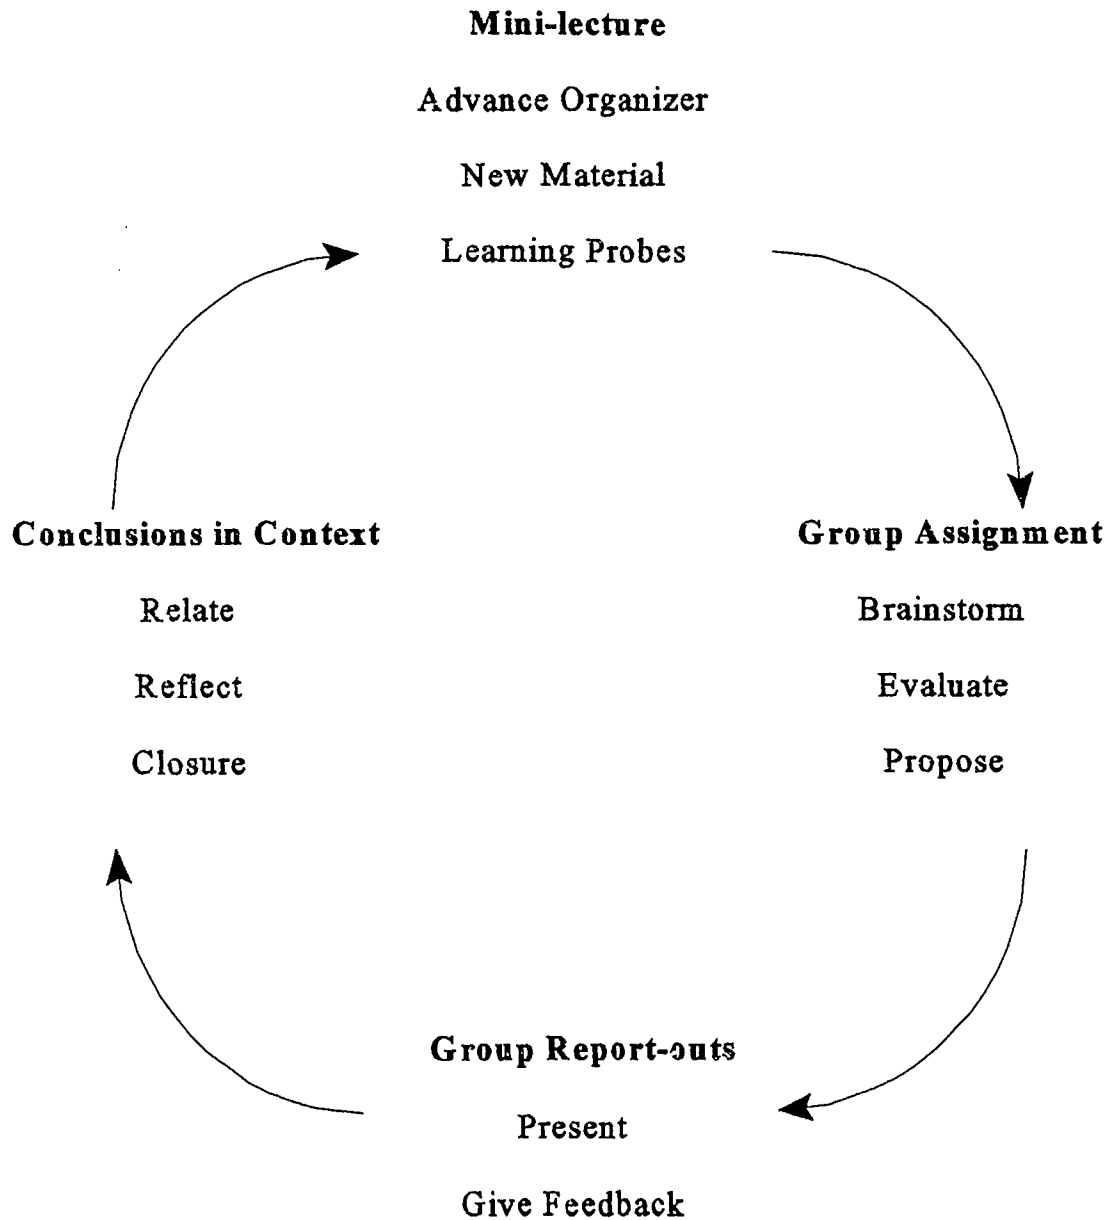 Mini-lecture
Advance Organizer
New Material
Learning Probes
Group Assignment
Brainstorm
Evaluate
Propose
Group Report-outs
Present
Give Feedback
Conclusions in Context
Relate
Reflect
Closure